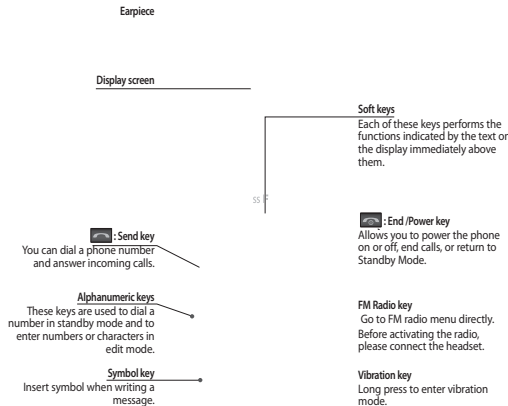 Earpiece
Display screen
Soft keys
Each of these keys performs the
functions indicated by the text or
the display immediately above
them.
: Send key
You can dial a phone number
and answer incoming calls.
: End /Power key
Allows you to power the phone
on or off, end calls, or return to
Standby Mode.
Alphanumeric keys
These keys are used to dial a
number in standby mode and to
enter numbers or characters in
edit mode.
FM Radio key
Go to FM radio menu directly.
Before activating the radio,
please connect the headset.
Symbol key
Insert symbol when writing a
message.
Vibration key
Long press to enter vibration
mode.